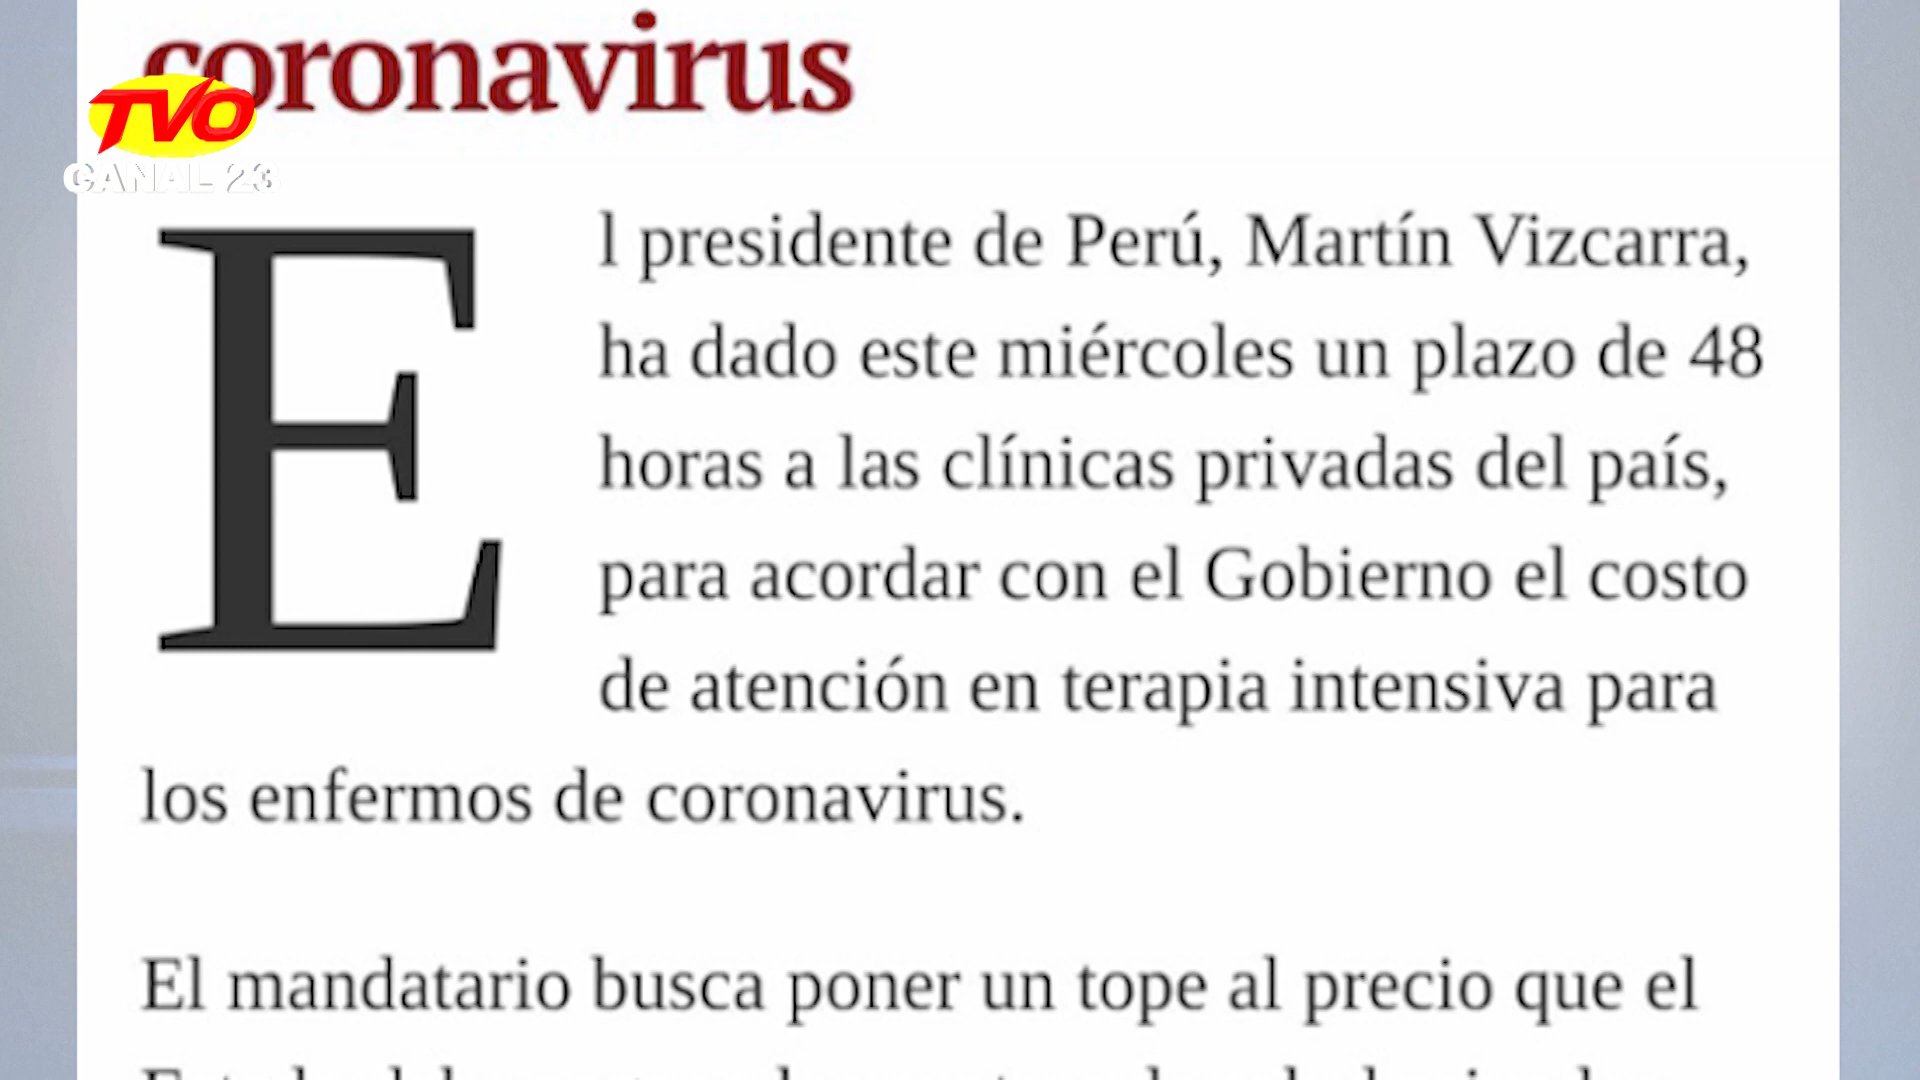 coronavirus
TVO
CANAL 23
El presidente de Perú, Martín Vizcarra,
ha dado este miércoles un plazo de 48
horas a las clínicas privadas del país,
para acordar con el Gobierno el costo
de atención en terapia intensiva para
los enfermos de coronavirus.
El mandatario busca poner un tope al precio que el